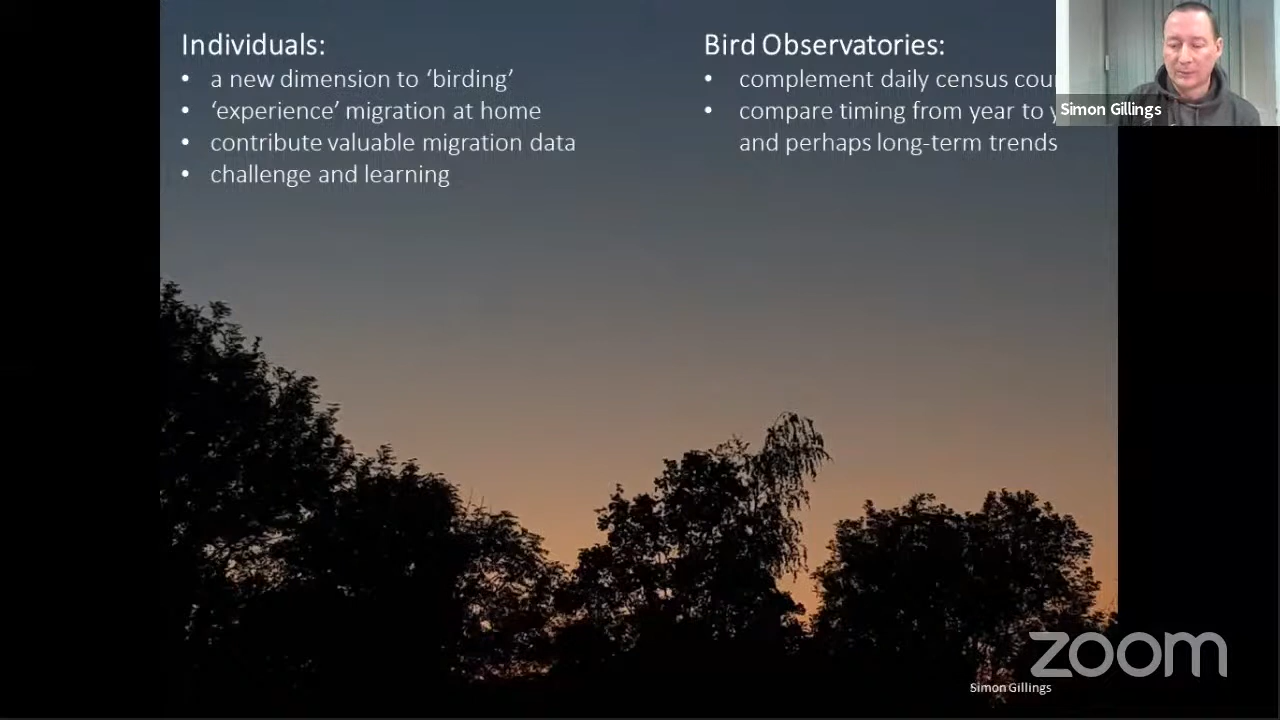 Individuals:
• a new dimension to ‘birding’
• ‘experience’ migration at home
• contribute valuable migration data
• challenge and learning
Bird Observatories:
• complement daily census
• compare timing from year to
and perhaps long-term trends
Simon Gillings
zoom
Simon Gillings